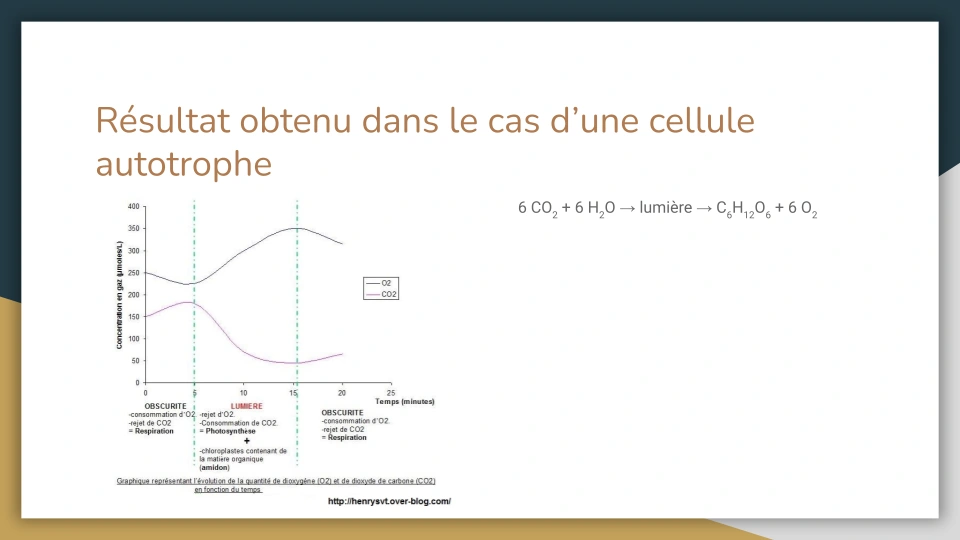 Résultat obtenu dans le cas d’une cellule
autotrophe
6 CO2 + 6 H2O → lumière → C6H12O6 + 6 O2
Concentration en gaz (µmoles/L)
400
350
300
250
200
150
100
50
0
0 5 10 15 20 25
Temps (minutes)
O2
CO2
OBSCURITE
-consommation d'O2.
-rejet de CO2
= Respiration
LUMIERE
-rejet d'O2.
-Consommation de CO2.
= Photosynthèse
+
-chloroplastes contenant de
la matière organique
(amidon)
OBSCURITE
-consommation d'O2.
-rejet de CO2
= Respiration
Graphique représentant l'évolution de la quantité de dioxygène (O2) et de dioxyde de carbone (CO2)
en fonction du temps.
http://henrysvt.over-blog.com/